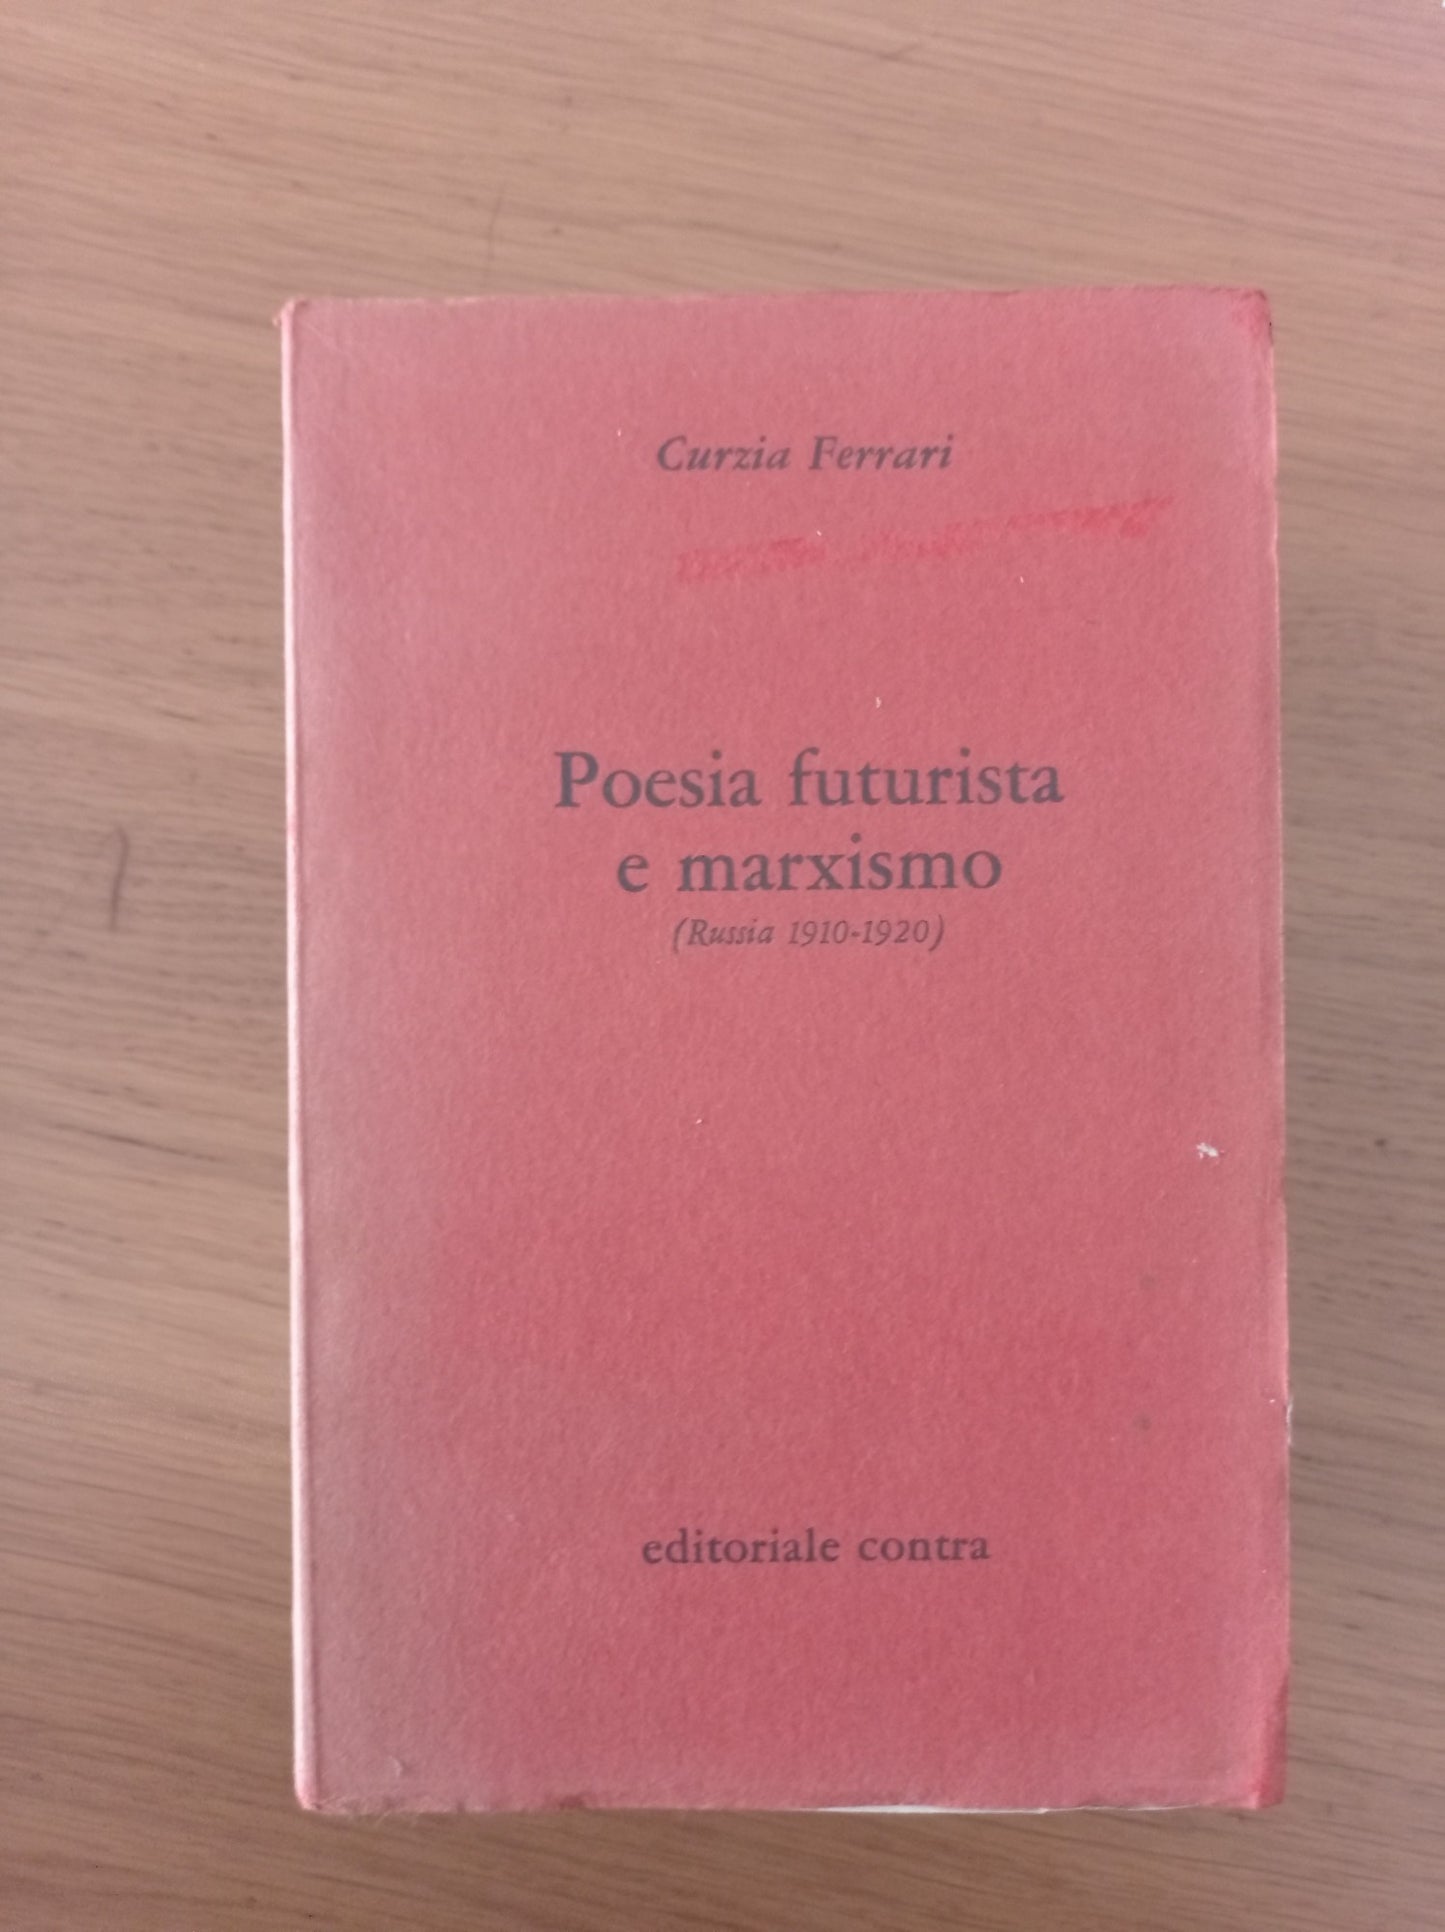 Curzia Ferrari
Poesia futurista
e marxismo
(Russia 1910-1920)
editoriale contra